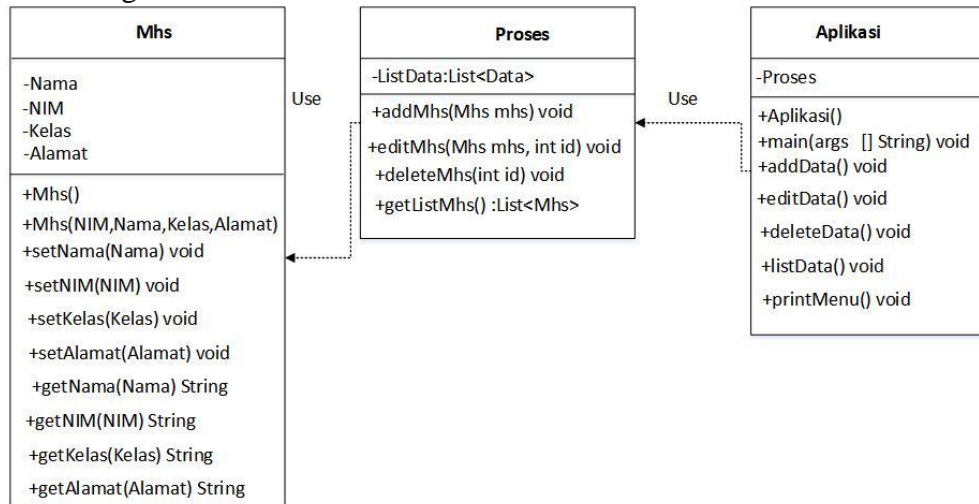 Mhs
-Nama
-NIM
-Kelas
-Alamat
+Mhs()
+Mhs(NIM,Nama,Kelas,Alamat)
+setNama(Nama) void
+setNIM(NIM) void
+setKelas(Kelas) void
+setAlamat(Alamat) void
+getNama(Nama) String
+getNIM(NIM) String
+getKelas(Kelas) String
+getAlamat(Alamat) String
Use
Proses
-ListData:List<Data>
+addMhs(Mhs mhs) void
+editMhs(Mhs mhs, int id) void
+deleteMhs(int id) void
+getListMhs() :List<Mhs>
Use
Aplikasi
-Proses
+Aplikasi()
+main(args [] String) void
+addData() void
+editData() void
+deleteData() void
+listData() void
+printMenu() void